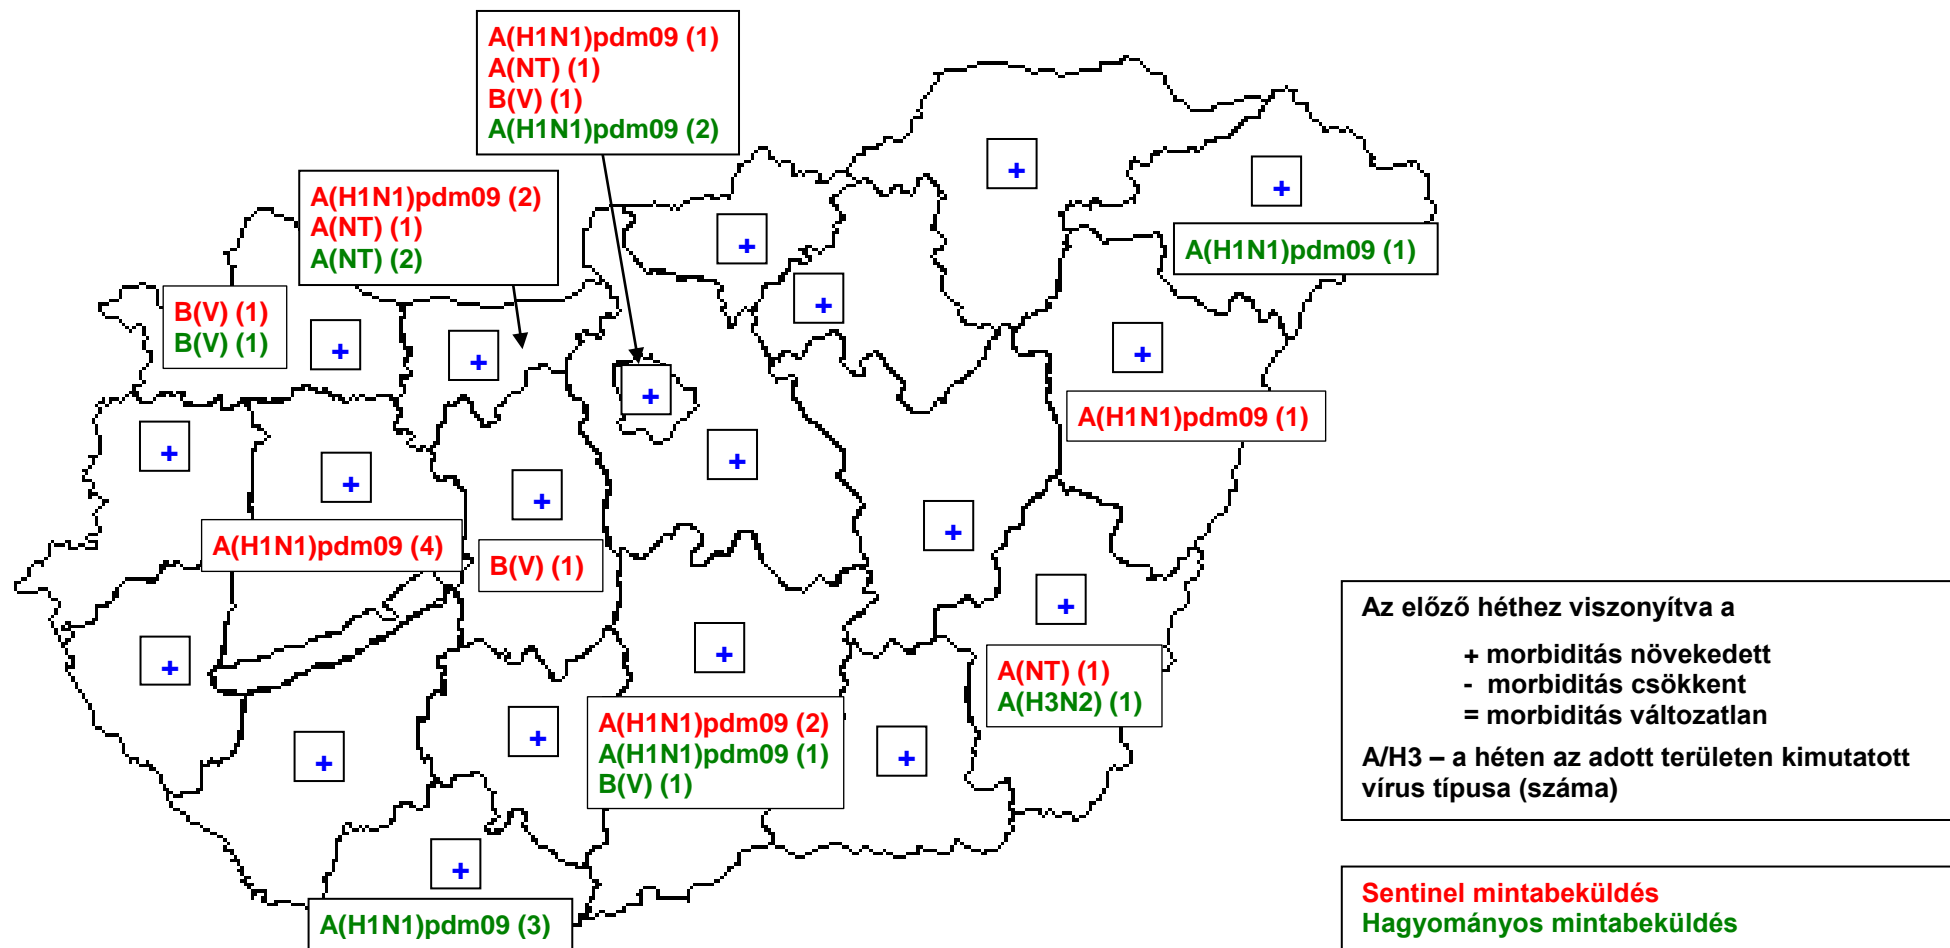 A(H1N1)pdm09 (1)
A(NT) (1)
B(V) (1)
A(H1N1)pdm09 (2)
A(H1N1)pdm09 (2)
A(NT) (1)
A(NT) (2)
+
+
A(H1N1)pdm09 (1)
+
+
B(V) (1)
B(V) (1)
+
+
+
+
A(H1N1)pdm09 (1)
+
+
+
+
+
A(H1N1)pdm09 (4)
B(V) (1)
+
+
+
A(NT) (1)
A(H3N2) (1)
+
+
+
A(H1N1)pdm09 (2)
A(H1N1)pdm09 (1)
B(V) (1)
+
+
A(H1N1)pdm09 (3)
Az előző héthez viszonyítva a
+ morbiditás növekedett
- morbiditás csökkent
= morbiditás változatlan
A/H3 – a héten az adott területen kimutatott
vírus típusa (száma)
Sentinel mintabeküldés
Hagyományos mintabeküldés